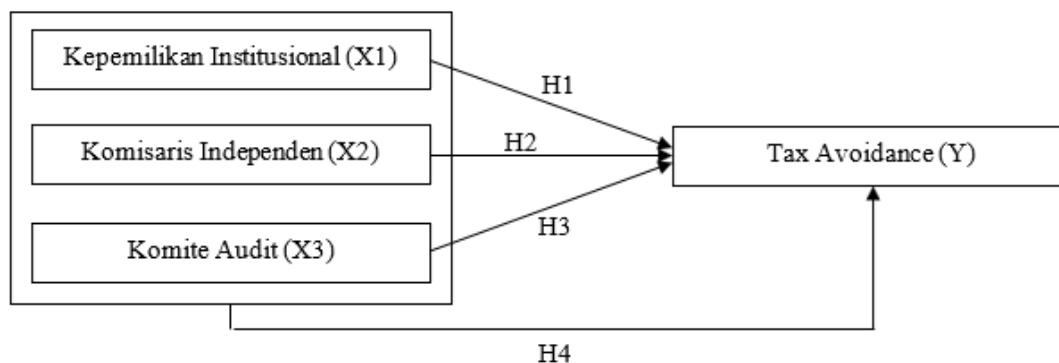 Kepemilikan Institusional (X1)
H1
Komisaris Independen (X2)
H2
Tax Avoidance (Y)
H3
Komite Audit (X3)
H4